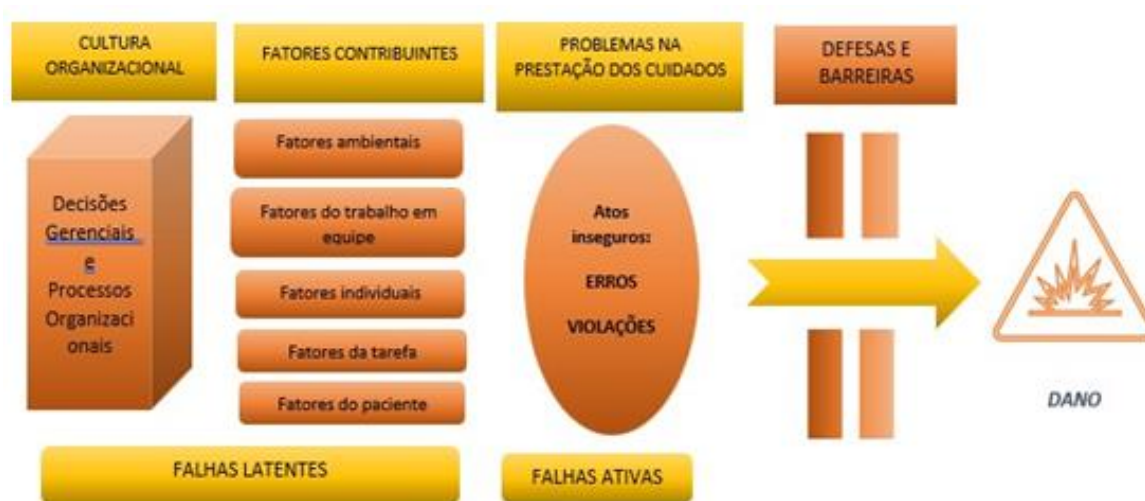 CULTURA
ORGANIZACIONAL
FATORES CONTRIBUINTES
PROBLEMAS NA
PRESTAÇÃO DOS CUIDADOS
DEFESAS E
BARREIRAS
Decisões
Gerenciais
e
Processos
Organizaci
onais
Fatores ambientais
Fatores do trabalho em
equipe
Fatores individuais
Fatores da tarefa
Fatores do paciente
Atos
inseguros:
ERROS
VIOLAÇÕES
DANO
FALHAS LATENTES
FALHAS ATIVAS